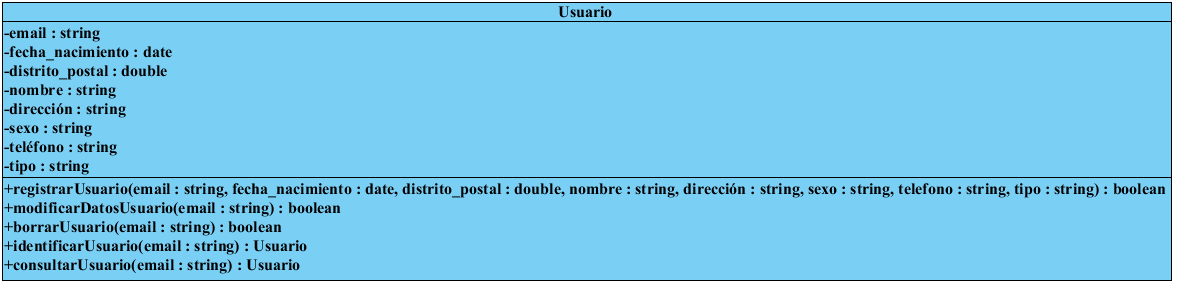 Usuario
-email : string
-fecha_nacimiento : date
-distrito_postal : double
-nombre : string
-dirección : string
-sexo : string
-teléfono : string
-tipo : string
+registrarUsuario(email : string, fecha_nacimiento : date, distrito_postal : double, nombre : string, dirección : string, sexo : string, telefono : string, tipo : string) : boolean
+modificarDatosUsuario(email : string) : boolean
+borrarUsuario(email : string) : boolean
+identificarUsuario(email : string) : Usuario
+consultarUsuario(email : string) : Usuario